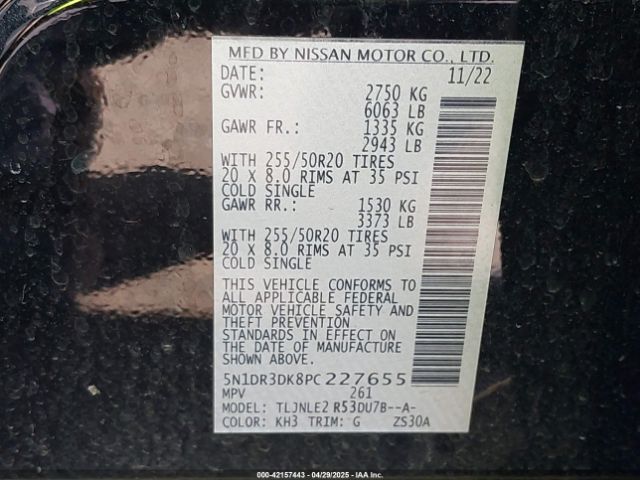 MFD BY NISSAN MOTOR CO., LTD.
DATE: 11/22
GVWR: 2750 KG
6063 LB
GAWR FR.: 1335 KG
2943 LB
WITH 255/50R20 TIRES
20 X 8.0 RIMS AT 35 PSI
COLD SINGLE
GAWR RR.: 1530 KG
3373 LB
WITH 255/50R20 TIRES
20 X 8.0 RIMS AT 35 PSI
COLD SINGLE
THIS VEHICLE CONFORMS TO
ALL APPLICABLE FEDERAL
MOTOR VEHICLE SAFETY AND
THEFT PREVENTION
STANDARDS IN EFFECT ON
THE DATE OF MANUFACTURE
SHOWN ABOVE.
5N1DR3DK8PC227655
MPV 261
MODEL: TLJNLE2 R53DU7B--A-
COLOR: KH3 TRIM: G ZS30A
000-42157443 - 04/29/2025 - IAA Inc.